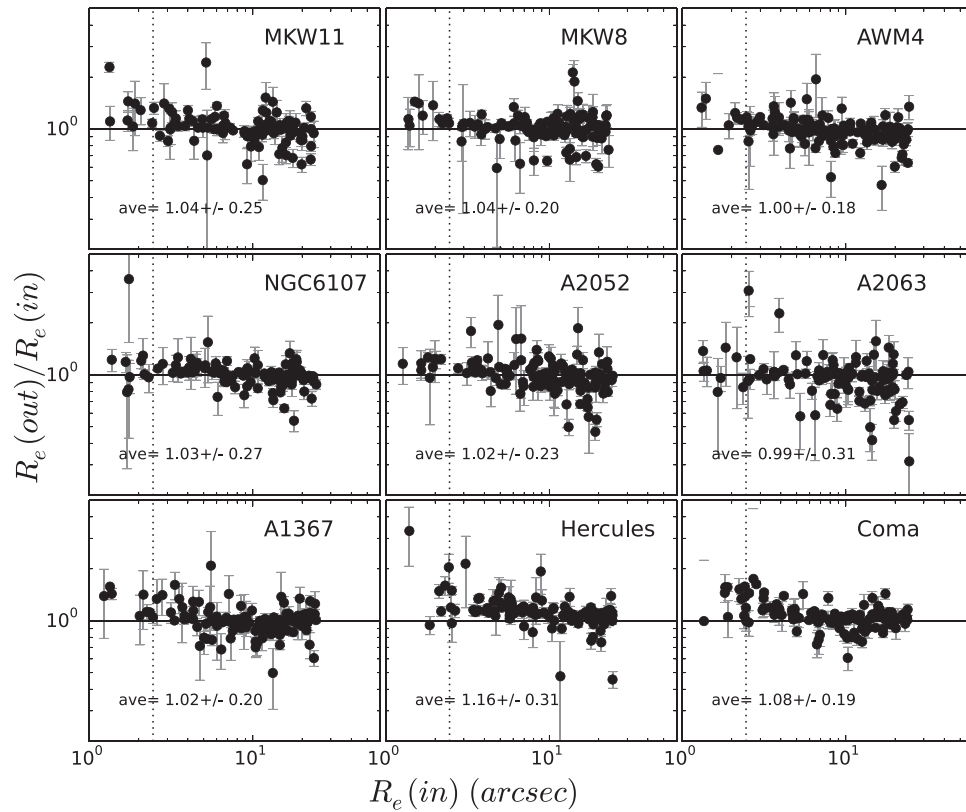 MKW11 MKW8 AWM4
10^0
ave= 1.04+/- 0.25 ave= 1.04+/- 0.20 ave= 1.00+/- 0.18
NGC6107 A2052 A2063
R_e(out)/R_e(in)
10^0
ave= 1.03+/- 0.27 ave= 1.02+/- 0.23 ave= 0.99+/- 0.31
A1367 Hercules Coma
10^0
ave= 1.02+/- 0.20 ave= 1.16+/- 0.31 ave= 1.08+/- 0.19
10^0 10^1 10^0 10^1 10^0 10^1
R_e(in) (arcsec)